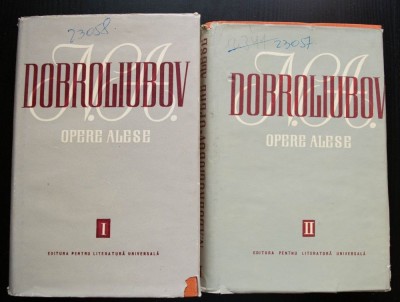 23058
N.A.
DOBROLIUBOV
OPERE ALESE
I
EDITURA PENTRU LITERATURĂ UNIVERSALĂ
23057
N.A.
DOBROLIUBOV
OPERE ALESE
II
EDITURA PENTRU LITERATURĂ UNIVERSALĂ